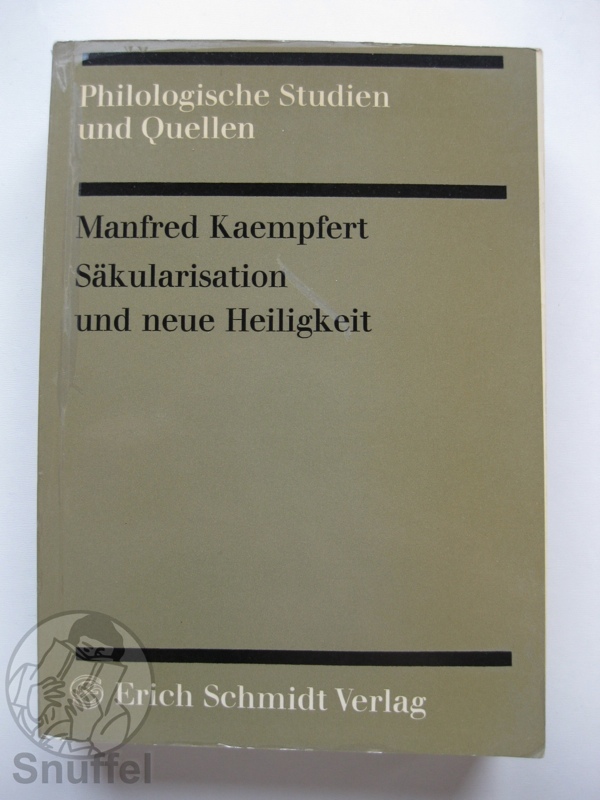 Philologische Studien
und Quellen
Manfred Kaempfert
Säkularisation
und neue Heiligkeit
Erich Schmidt Verlag
Snuffel